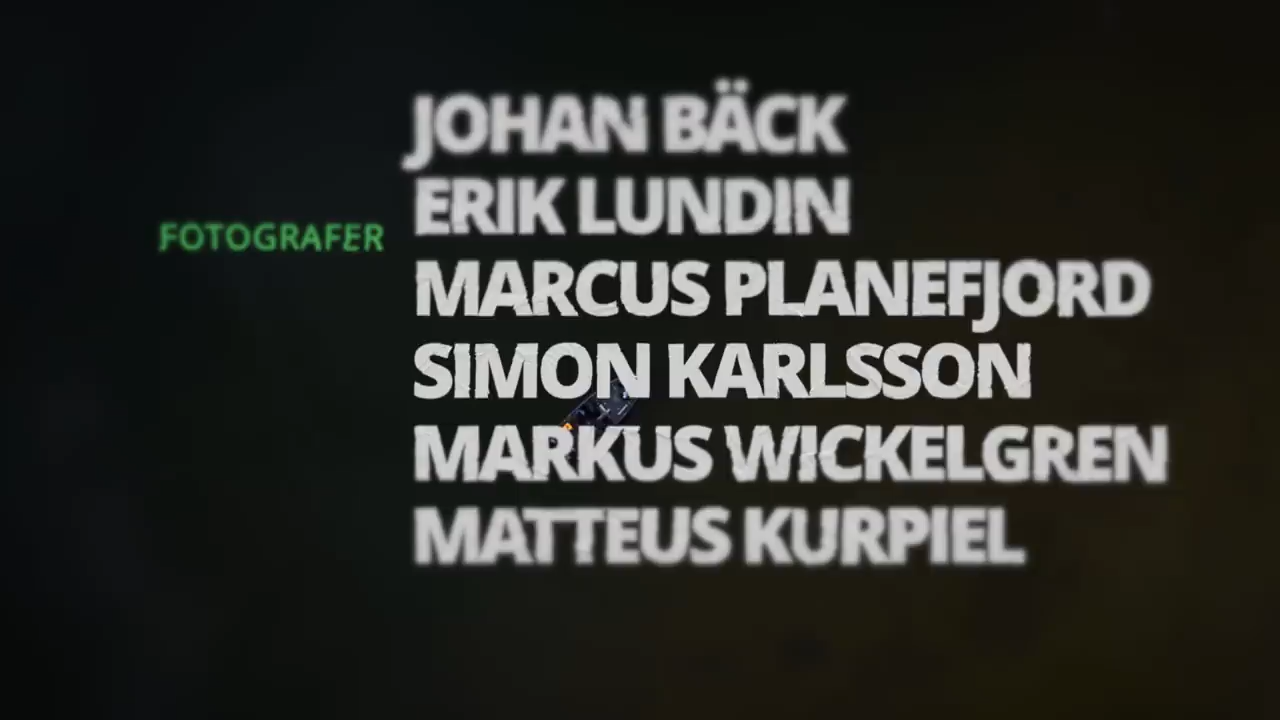 FOTOGRAFER
JOHAN BÄCK
ERIK LUNDIN
MARCUS PLANEFJORD
SIMON KARLSSON
MARKUS WICKELGREN
MATTEUS KURPIEL